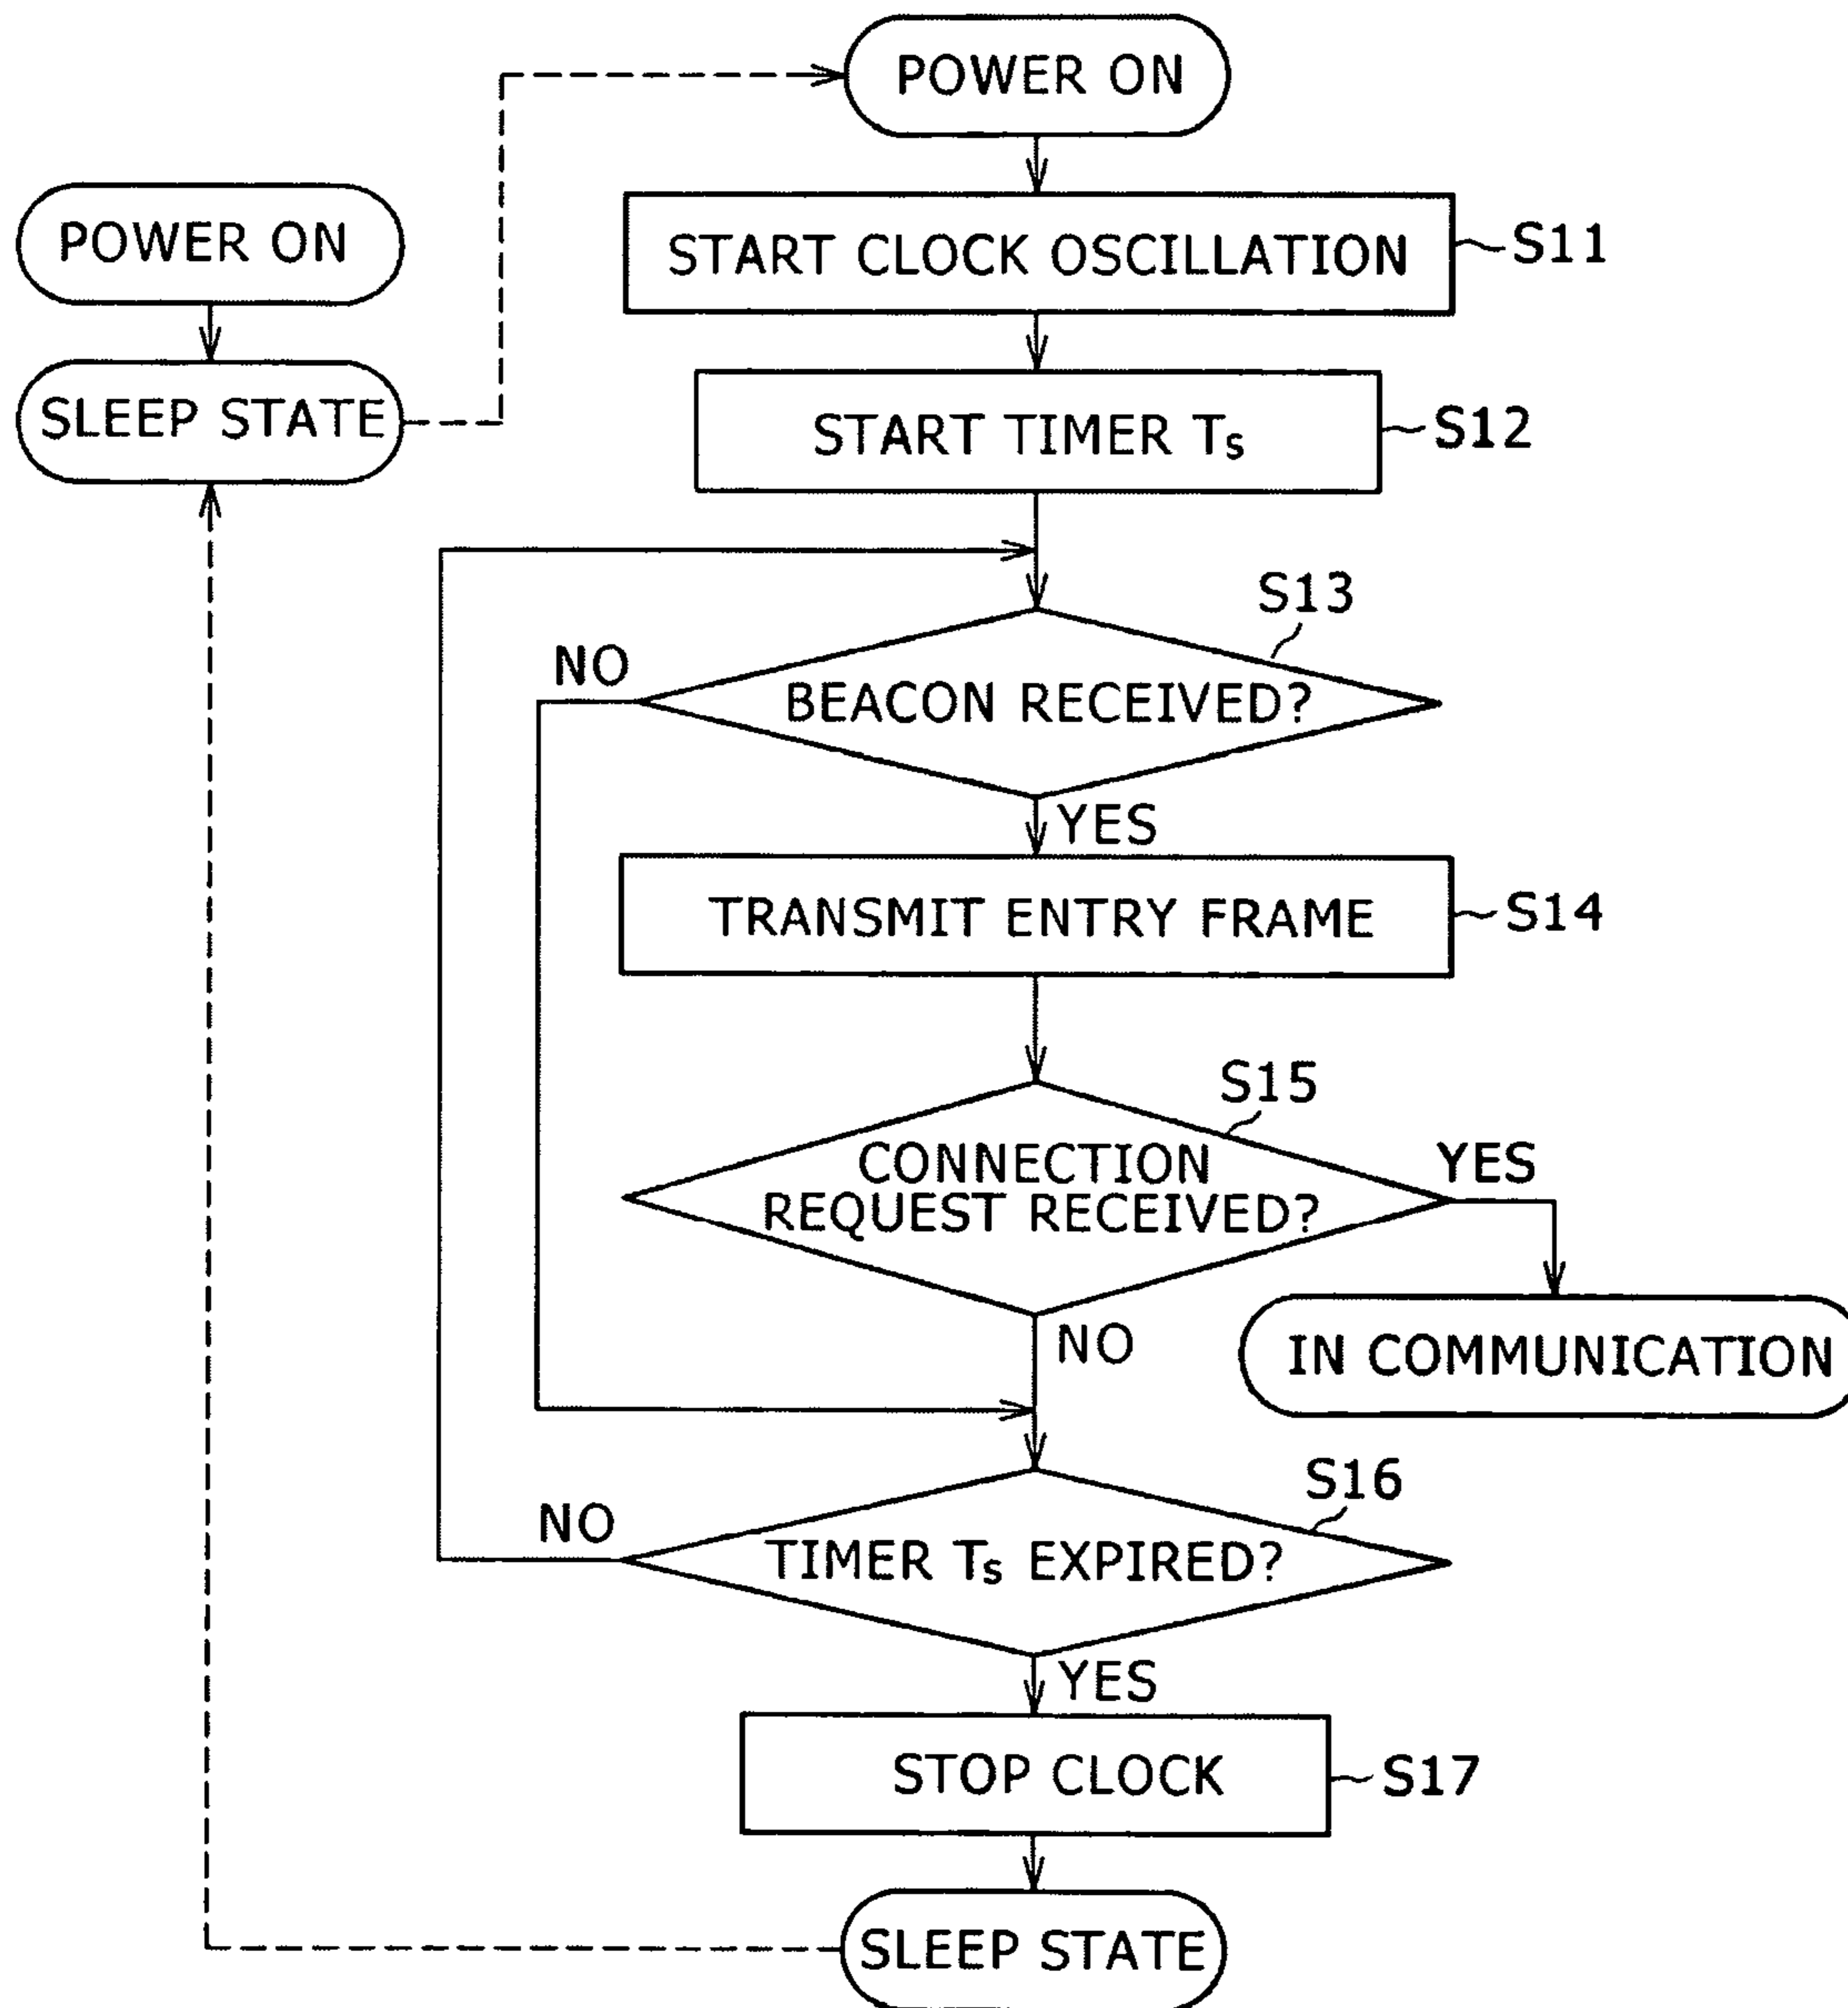 POWER ON
POWER ON
START CLOCK OSCILLATION
S11
SLEEP STATE
START TIMER Ts
S12
S13
NO
BEACON RECEIVED?
YES
TRANSMIT ENTRY FRAME
S14
S15
CONNECTION
REQUEST RECEIVED?
YES
NO
IN COMMUNICATION
S16
NO
TIMER Ts EXPIRED?
YES
STOP CLOCK
S17
SLEEP STATE